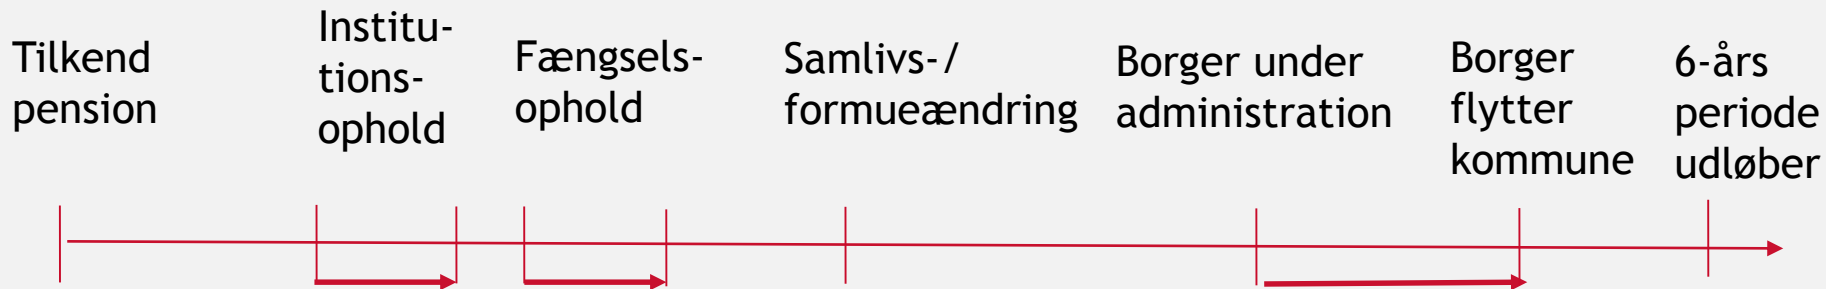 Tilkend
pension
Institu-
tions-
ophold
Fængsels-
ophold
Samlivs-/
formueændring
Borger under
administration
Borger
flytter
kommune
6-års
periode
udløber